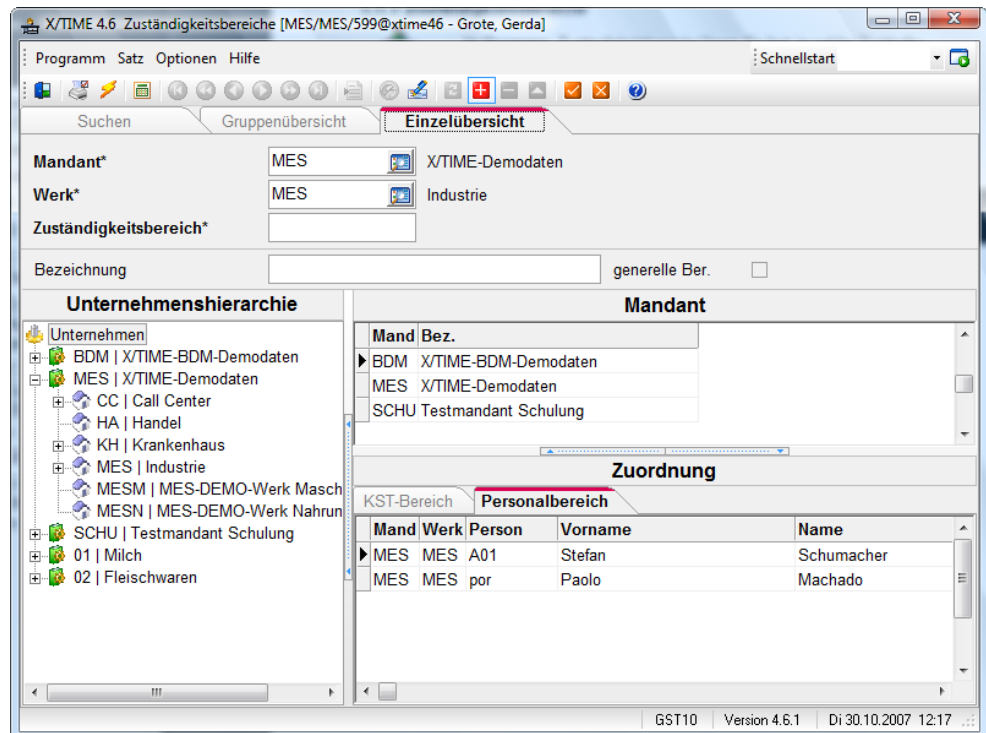 X/TIME 4.6 Zuständigkeitsbereiche [MES/MES/599@xtime46 - Grote, Gerda]
Programm Satz Optionen Hilfe Schnellstart
Suchen Gruppenübersicht Einzelübersicht
Mandant* MES X/TIME-Demodaten
Werk* MES Industrie
Zuständigkeitsbereich*
Bezeichnung generelle Ber.
Unternehmenshierarchie
Unternehmen
BDM | X/TIME-BDM-Demodaten
MES | X/TIME-Demodaten
CC | Call Center
HA | Handel
KH | Krankenhaus
MES | Industrie
MESM | MES-DEMO-Werk Masch
MESN | MES-DEMO-Werk Nahrun
SCHU | Testmandant Schulung
01 | Milch
02 | Fleischwaren
Mandant
Mand Bez.
BDM X/TIME-BDM-Demodaten
MES X/TIME-Demodaten
SCHU Testmandant Schulung
Zuordnung
KST-Bereich Personalbereich
Mand Werk Person Vorname Name
MES MES A01 Stefan Schumacher
MES MES por Paolo Machado
GST10 Version 4.6.1 Di 30.10.2007 12:17